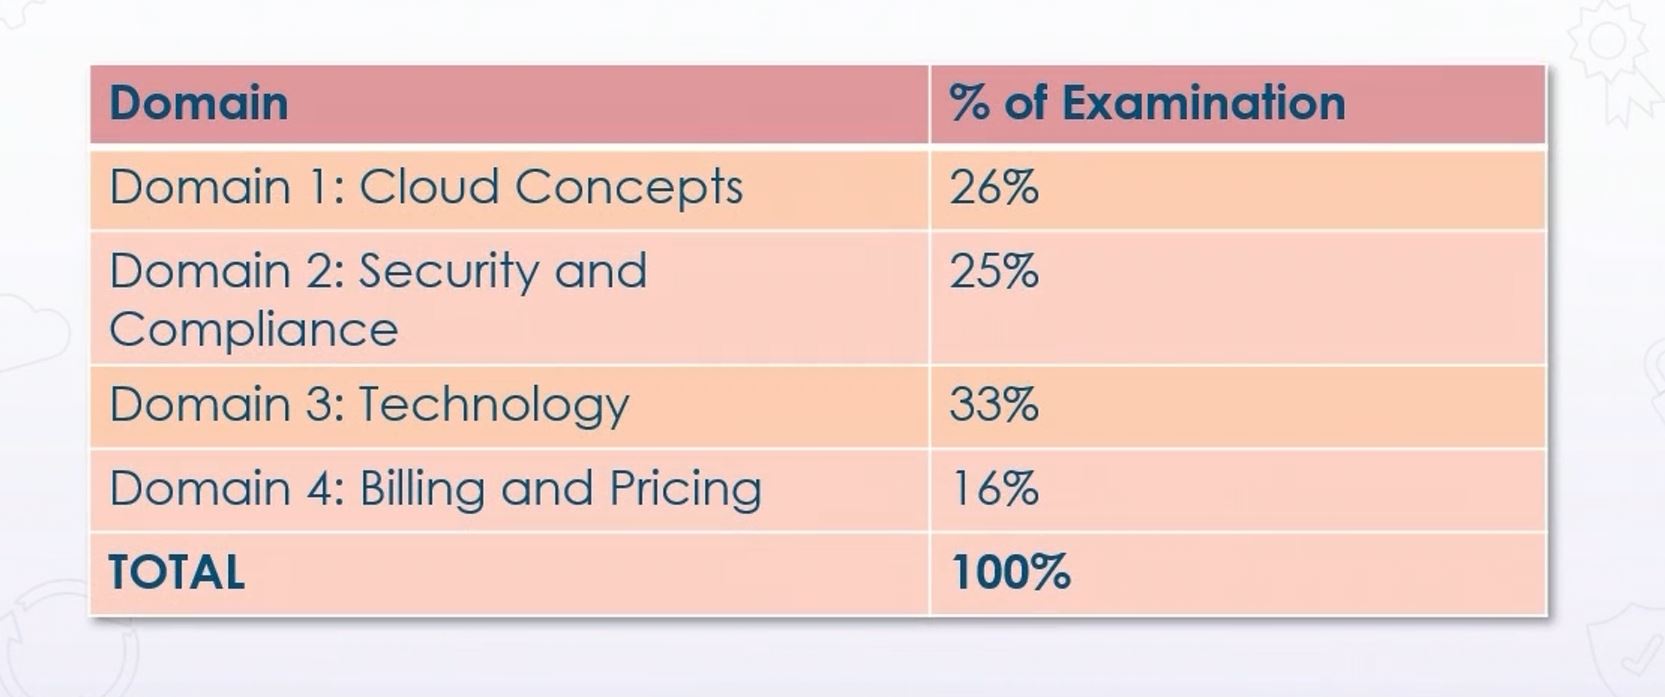 Domain % of Examination
Domain 1: Cloud Concepts 26%
Domain 2: Security and 25%
Compliance
Domain 3: Technology 33%
Domain 4: Billing and Pricing 16%
TOTAL 100%